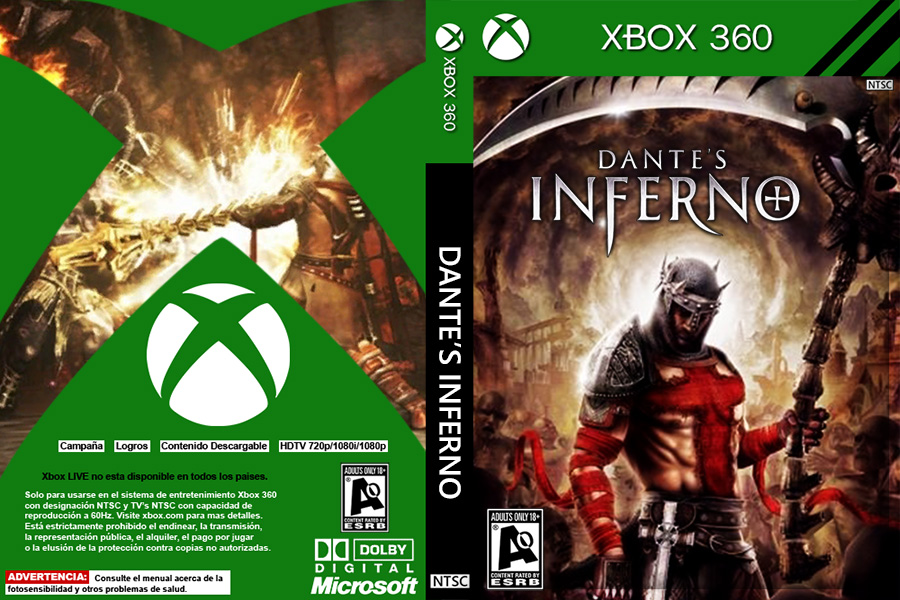 Campaña Logros Contenido Descargable HDTV 720p/1080i/1080p
Xbox LIVE no esta disponible en todos los paises.
Solo para usarse en el sistema de entretenimiento Xbox 360
con designación NTSC y TV's NTSC con capacidad de
reproducción a 60Hz. Visite xbox.com para mas detalles.
Está estrictamente prohibido el endinear, la transmisión,
la representación pública, el alquiler, el pago por jugar
o la elusión de la protección contra copias no autorizadas.
ADVERTENCIA: Consulte el menual acerca de la
fotosensibilidad y otros problemas de salud.
ADULTS ONLY 18+
AO
CONTENT RATED BY
ESRB
DOLBY
DIGITAL
Microsoft
XBOX 360
DANTE'S INFERNO
NTSC
XBOX 360
NTSC
DANTE'S
INFERNO
ADULTS ONLY 18+
AO
CONTENT RATED BY
ESRB